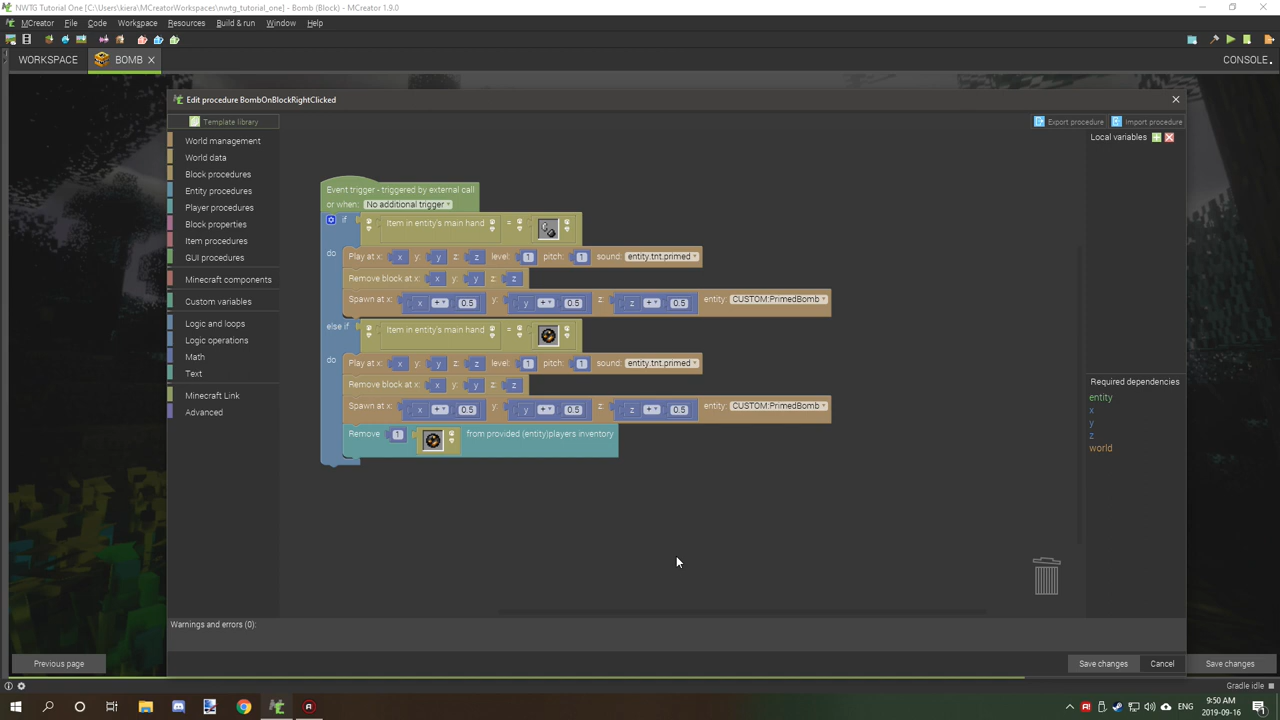 NWTG Tutorial One [C:\Users\kiera\MCreatorWorkspaces\nwtg_tutorial_one] - Bomb (Block) - MCreator 1.9.0
MCreator File Code Workspace Resources Build & run Window Help
WORKSPACE BOMB CONSOLE
Edit procedure BombOnBlockRightClicked
Template library Export procedure Import procedure
World management
World data
Block procedures
Entity procedures
Player procedures
Block properties
Item procedures
GUI procedures
Minecraft components
Custom variables
Logic and loops
Logic operations
Math
Text
Minecraft Link
Advanced
Event trigger - triggered by external call
or when: No additional trigger
if Item in entity's main hand =
do Play at x: x y: y z: z level: 1 pitch: 1 sound: entity.tnt.primed
Remove block at x: x y: y z: z
Spawn at x: x + 0.5 y: y + 0.5 z: z + 0.5 entity: CUSTOM:PrimedBomb
else if Item in entity's main hand =
do Play at x: x y: y z: z level: 1 pitch: 1 sound: entity.tnt.primed
Remove block at x: x y: y z: z
Spawn at x: x + 0.5 y: y + 0.5 z: z + 0.5 entity: CUSTOM:PrimedBomb
Remove 1 from provided (entity)players inventory
Local variables
Required dependencies
entity
x
y
z
world
Warnings and errors (0):
Save changes Cancel
Previous page Save changes
Gradle idle
9:50 AM
2019-09-16